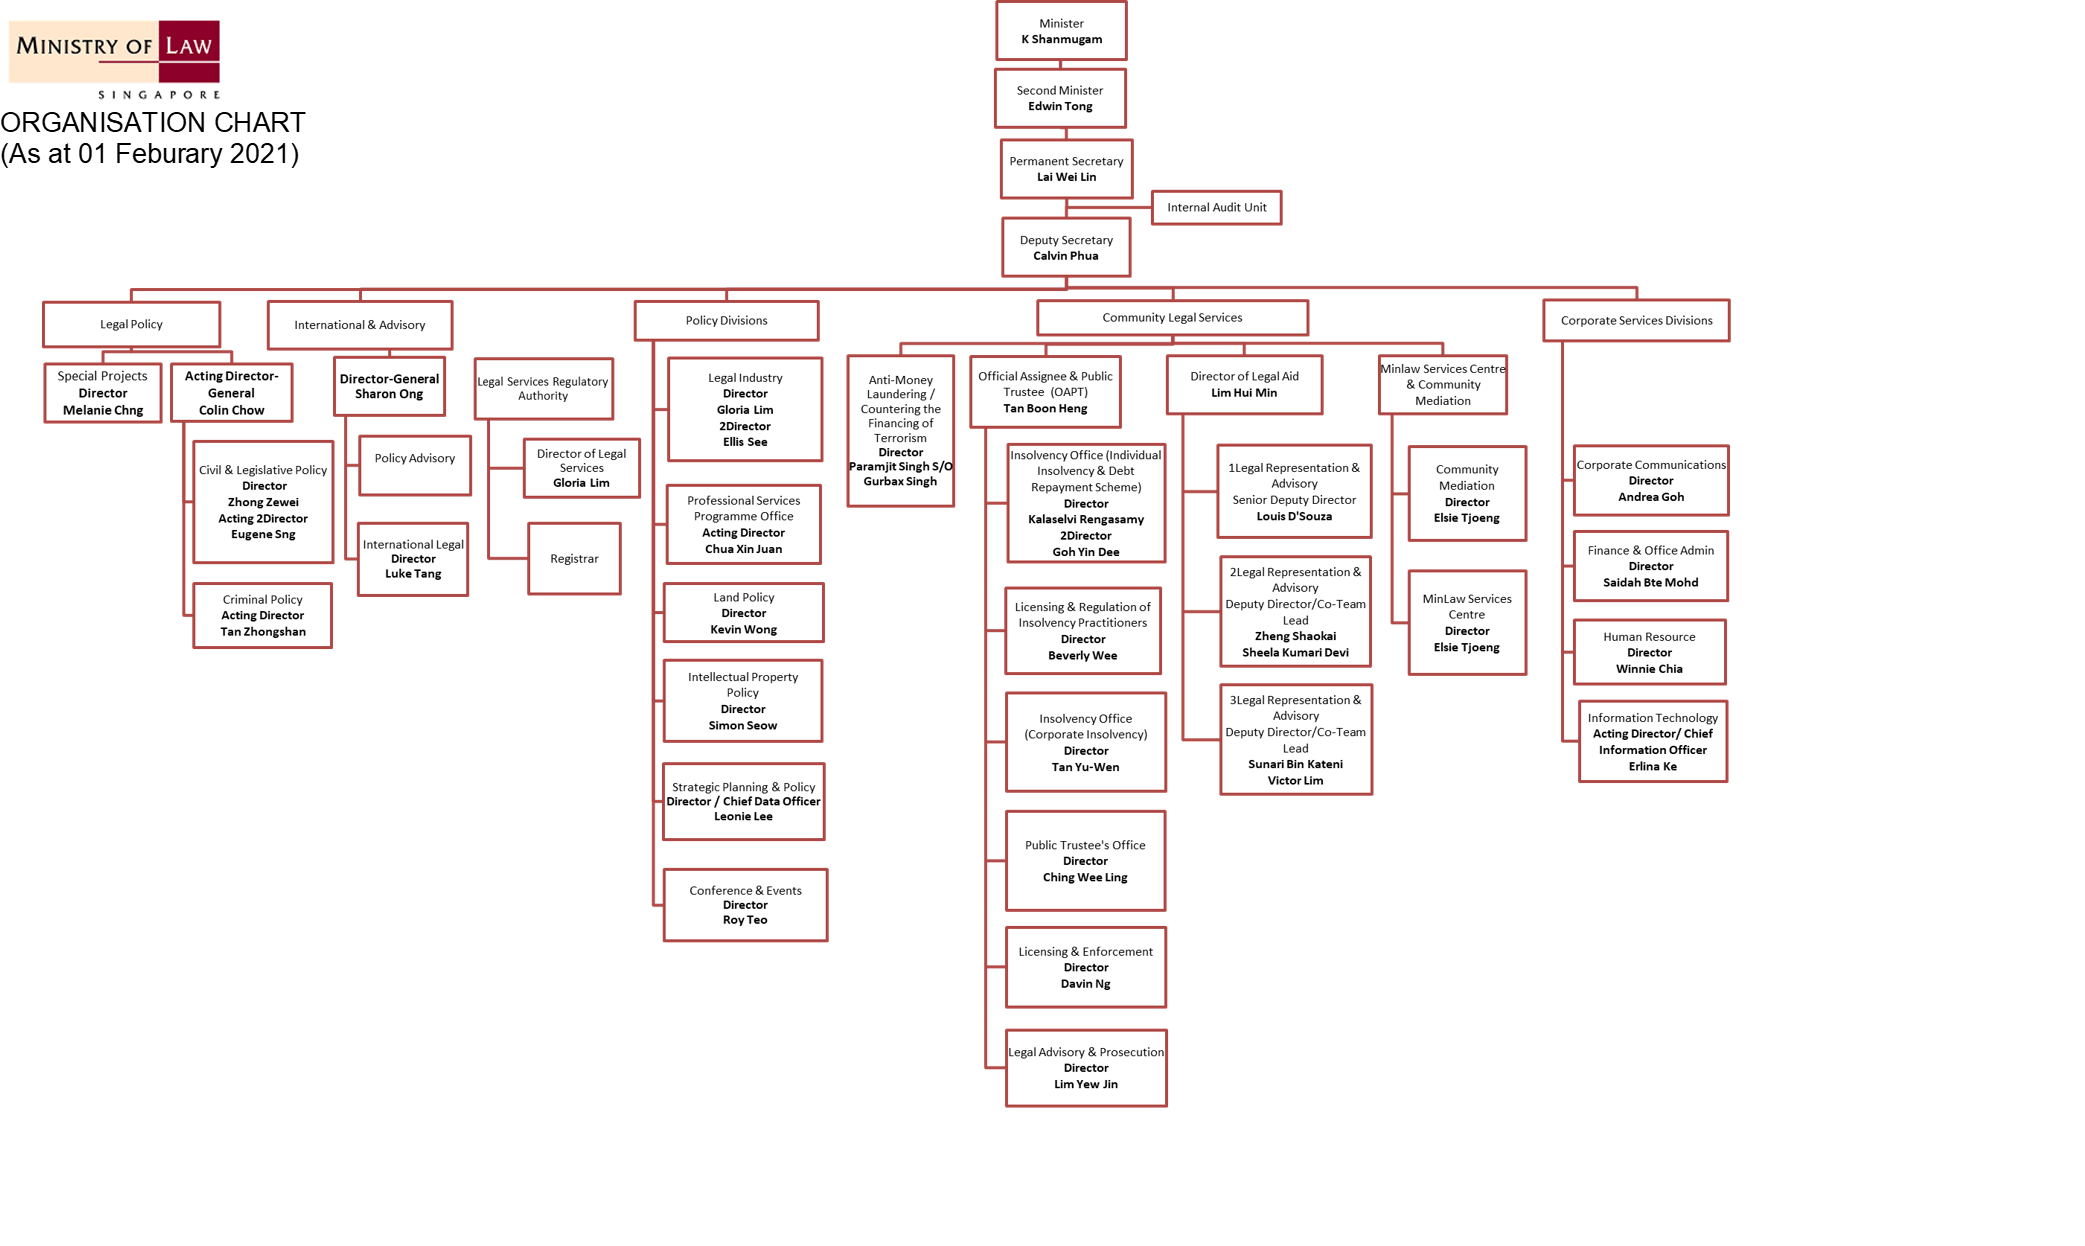 MINISTRY OF LAW
SINGAPORE
ORGANISATION CHART
(As at 01 Feburary 2021)
Minister
K Shanmugam
Second Minister
Edwin Tong
Permanent Secretary
Lai Wei Lin
Internal Audit Unit
Deputy Secretary
Calvin Phua
Legal Policy
Special Projects
Director
Melanie Chng
Acting Director-
General
Colin Chow
Civil & Legislative Policy
Director
Zhong Zewei
Acting 2Director
Eugene Sng
Criminal Policy
Acting Director
Tan Zhongshan
International & Advisory
Director-General
Sharon Ong
Policy Advisory
International Legal
Director
Luke Tang
Legal Services Regulatory
Authority
Director of Legal
Services
Gloria Lim
Registrar
Policy Divisions
Legal Industry
Director
Gloria Lim
2Director
Ellis See
Professional Services
Programme Office
Acting Director
Chua Xin Juan
Land Policy
Director
Kevin Wong
Intellectual Property
Policy
Director
Simon Seow
Strategic Planning & Policy
Director / Chief Data Officer
Leonie Lee
Conference & Events
Director
Roy Teo
Community Legal Services
Anti-Money
Laundering /
Countering the
Financing of
Terrorism
Director
Paramjit Singh S/O
Gurbax Singh
Official Assignee & Public
Trustee (OAPT)
Tan Boon Heng
Insolvency Office (Individual
Insolvency & Debt
Repayment Scheme)
Director
Kalaselvi Rengasamy
2Director
Goh Yin Dee
Licensing & Regulation of
Insolvency Practitioners
Director
Beverly Wee
Insolvency Office
(Corporate Insolvency)
Director
Tan Yu-Wen
Public Trustee's Office
Director
Ching Wee Ling
Licensing & Enforcement
Director
Davin Ng
Legal Advisory & Prosecution
Director
Lim Yew Jin
Director of Legal Aid
Lim Hui Min
1Legal Representation &
Advisory
Senior Deputy Director
Louis D'Souza
2Legal Representation &
Advisory
Deputy Director/Co-Team
Lead
Zheng Shaokai
Sheela Kumari Devi
3Legal Representation &
Advisory
Deputy Director/Co-Team
Lead
Sunari Bin Kateni
Victor Lim
Minlaw Services Centre
& Community
Mediation
Community
Mediation
Director
Elsie Tjoeng
MinLaw Services
Centre
Director
Elsie Tjoeng
Corporate Services Divisions
Corporate Communications
Director
Andrea Goh
Finance & Office Admin
Director
Saidah Bte Mohd
Human Resource
Director
Winnie Chia
Information Technology
Acting Director/ Chief
Information Officer
Erlina Ke